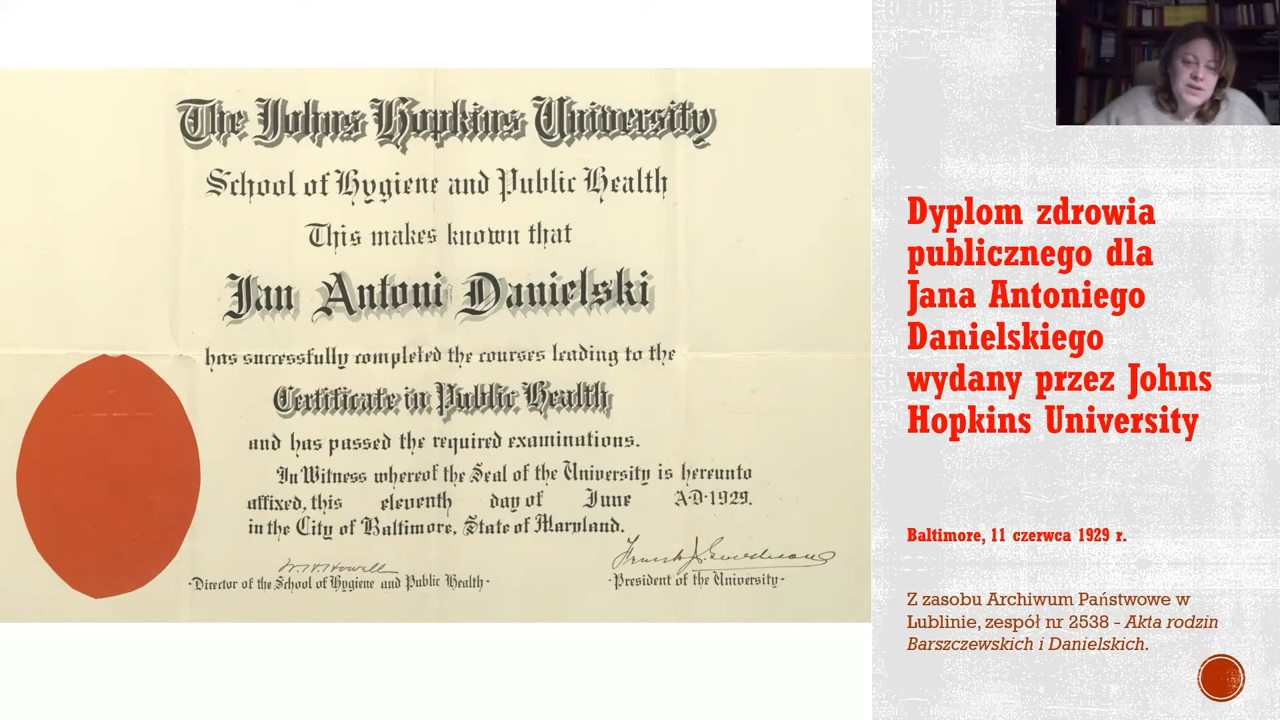 The Johns Hopkins University
School of Hygiene and Public Health
This makes known that
Jan Antoni Danielski
has successfully completed the courses leading to the
Certificate in Public Health
and has passed the required examinations.
In Witness whereof the Seal of the University is hereunto
affixed, this eleventh day of June A·D·1929.
in the City of Baltimore, State of Maryland.
W. H. Howell
Frank J. Goodnow
·Director of the School of Hygiene and Public Health·
·President of the University·
Dyplom zdrowia
publicznego dla
Jana Antoniego
Danielskiego
wydany przez Johns
Hopkins University
Baltimore, 11 czerwca 1929 r.
Z zasobu Archiwum Państwowe w
Lublinie, zespół nr 2538 - Akta rodzin
Barszczewskich i Danielskich.